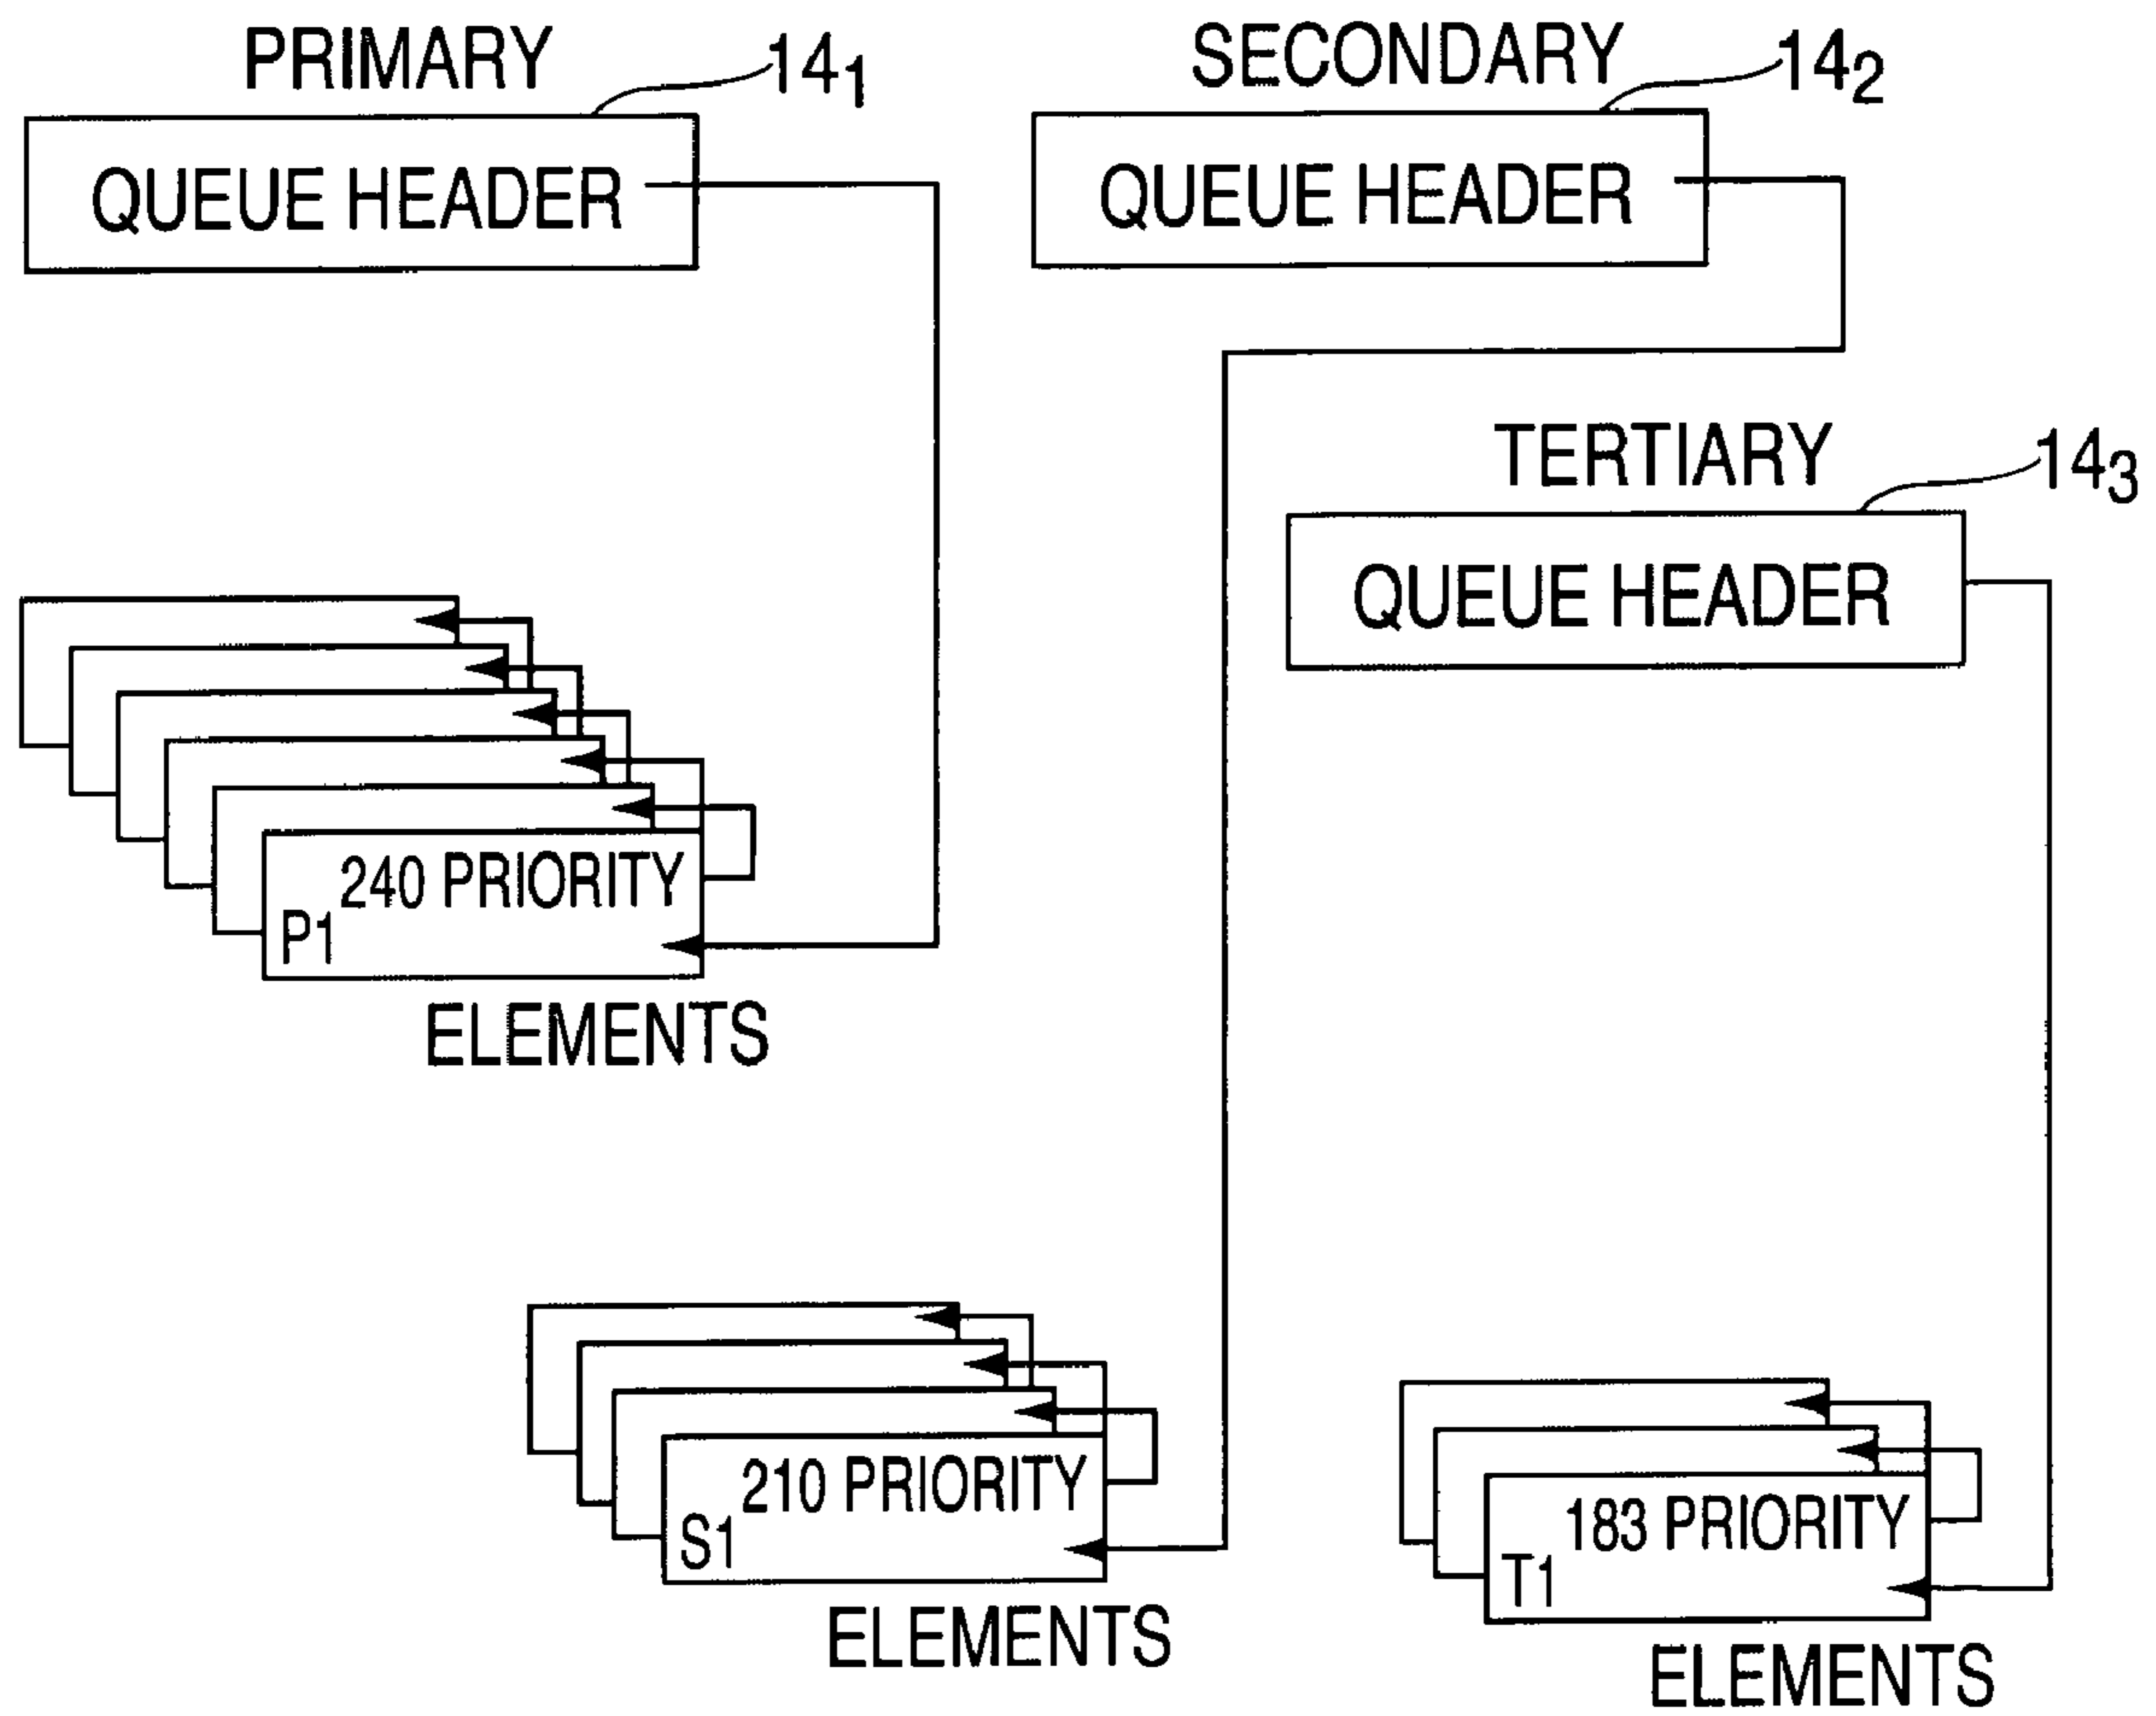 PRIMARY
14₁
QUEUE HEADER
SECONDARY
14₂
QUEUE HEADER
TERTIARY
14₃
QUEUE HEADER
240 PRIORITY
P1
ELEMENTS
210 PRIORITY
S1
ELEMENTS
183 PRIORITY
T1
ELEMENTS